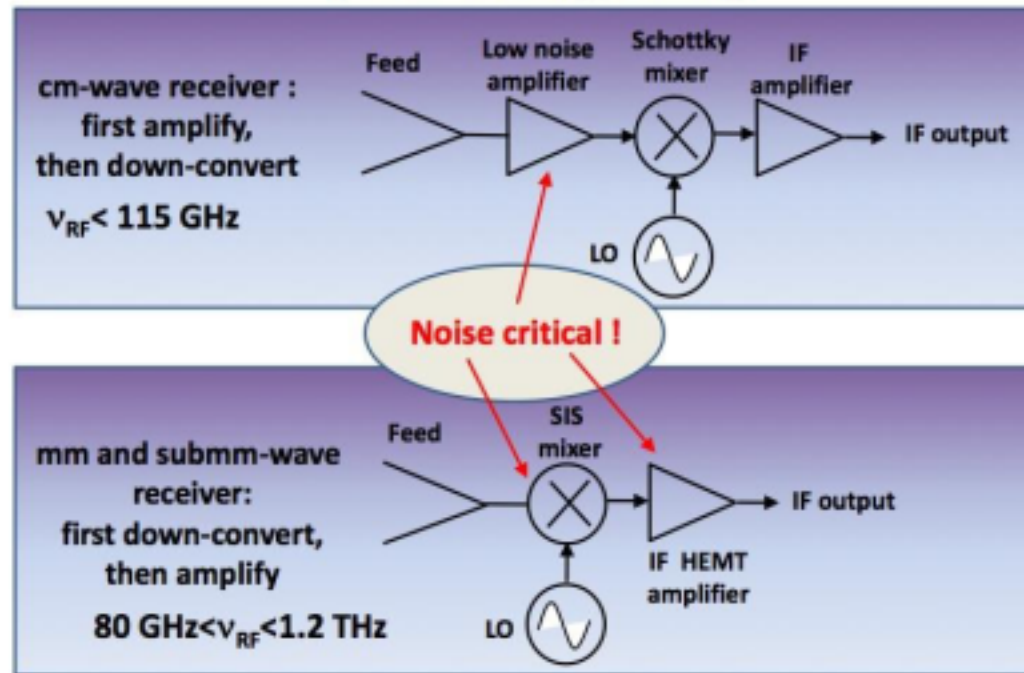 cm-wave receiver :
first amplify,
then down-convert
νRF< 115 GHz
Feed
Low noise
amplifier
Schottky
mixer
IF
amplifier
IF output
LO
Noise critical !
mm and submm-wave
receiver:
first down-convert,
then amplify
80 GHz<νRF<1.2 THz
Feed
SIS
mixer
IF HEMT
amplifier
IF output
LO